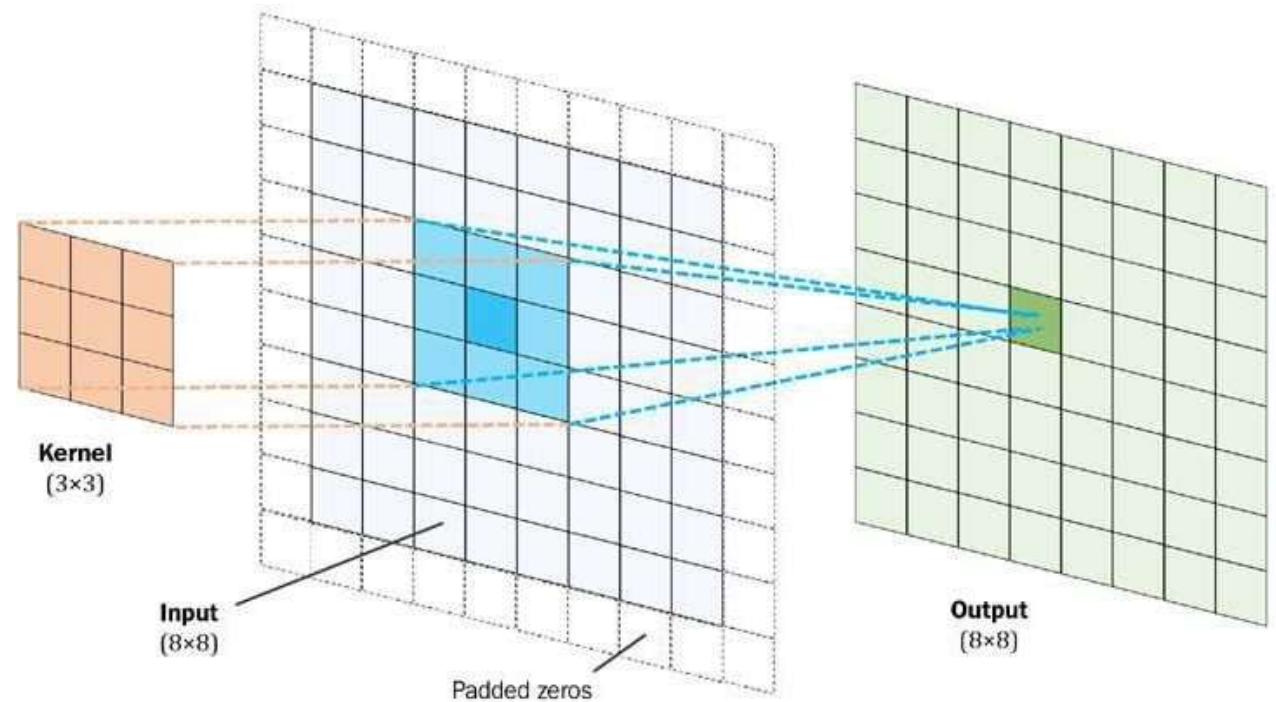 Kernel
(3×3)
Input
(8×8)
Padded zeros
Output
(8×8)